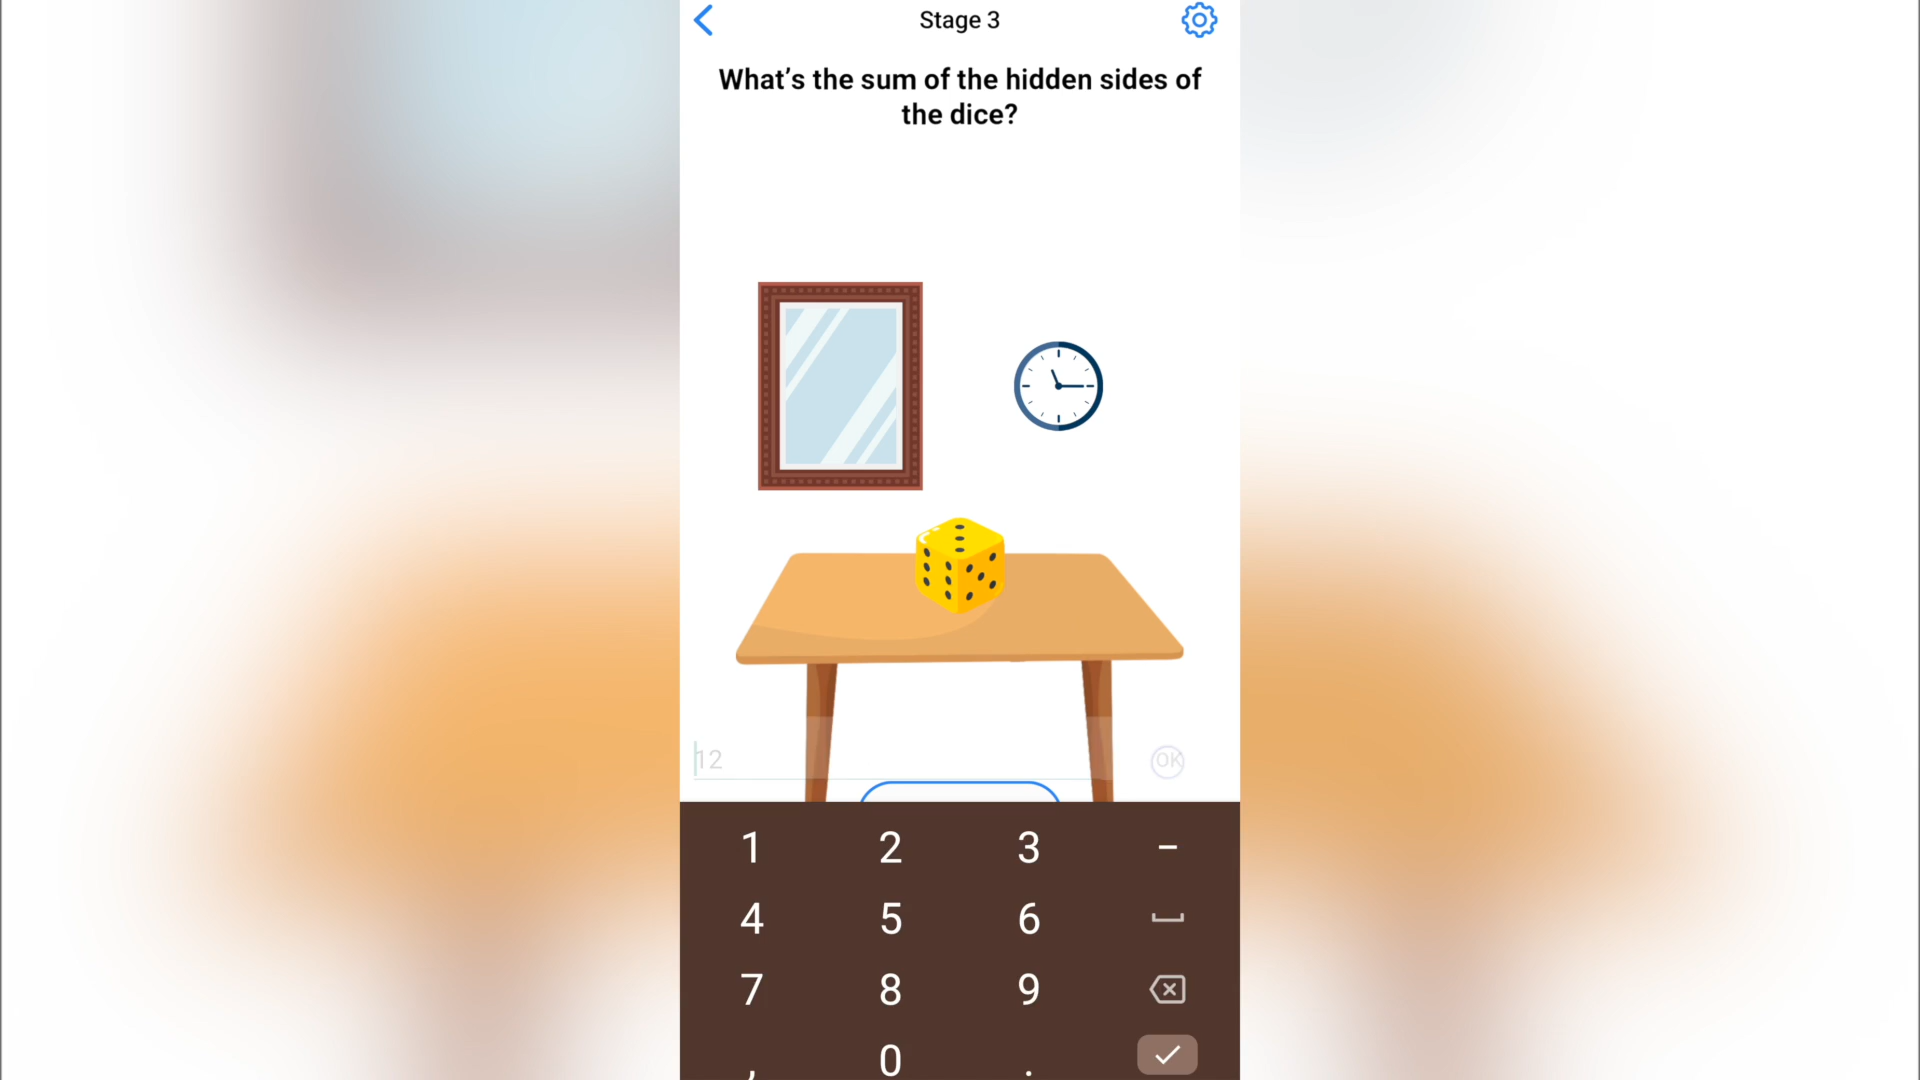 Stage 3
What’s the sum of the hidden sides of
the dice?
12
OK
1 2 3 –
4 5 6
7 8 9
, 0 .